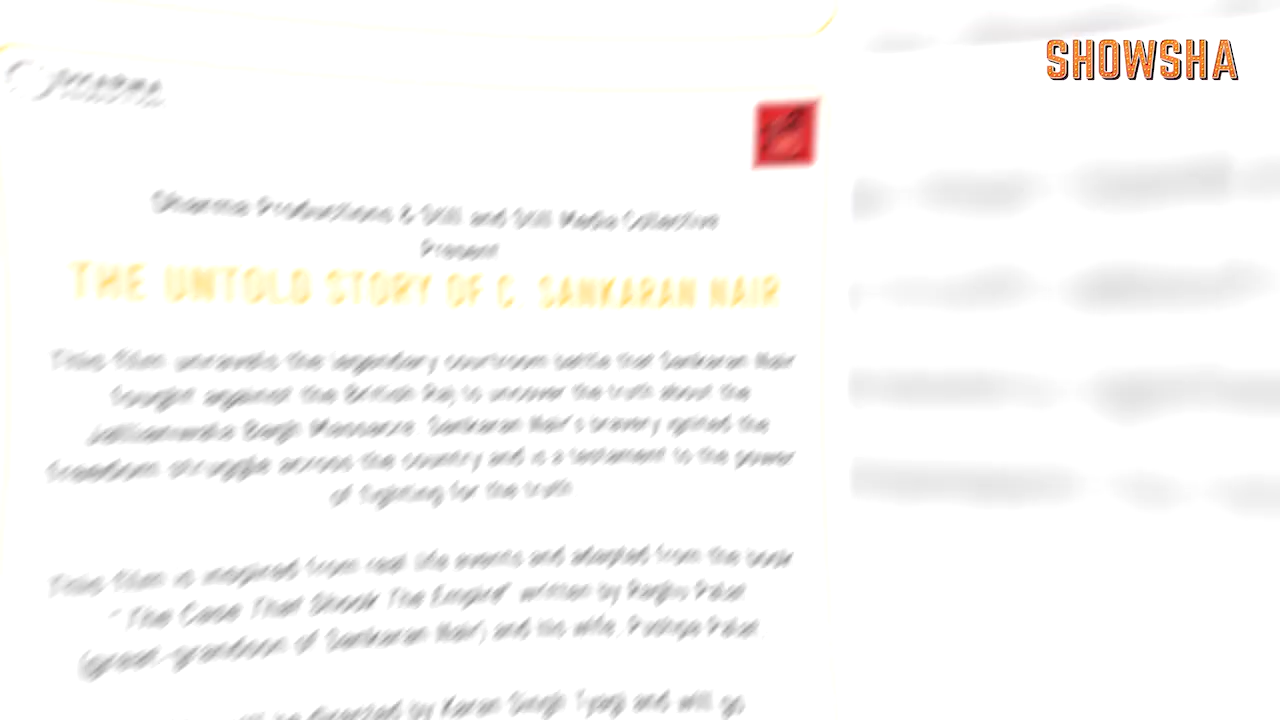 SHOWSHA
Dharma Productions & Still and Still Media Collective
Present
THE UNTOLD STORY OF C. SANKARAN NAIR
This film unravels the legendary courtroom battle that Sankaran Nair
fought against the British Raj to uncover the truth about the
Jallianwala Bagh Massacre. Sankaran Nair's bravery ignited the
freedom struggle across the country and is a testament to the power
of fighting for the truth
This film is inspired from real life events and adapted from the book
"The Case That Shook The Empire" written by Raghu Palat
(great-grandson of Sankaran Nair) and his wife, Pushpa Palat.
directed by Karan Singh Tyagi and will go